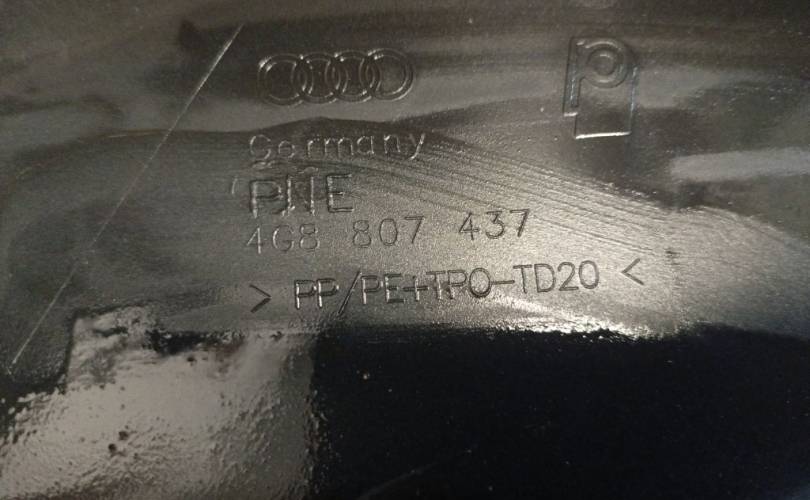 Germany
PNE
4G8 807 437
> PP/PE+TPO-TD20 <